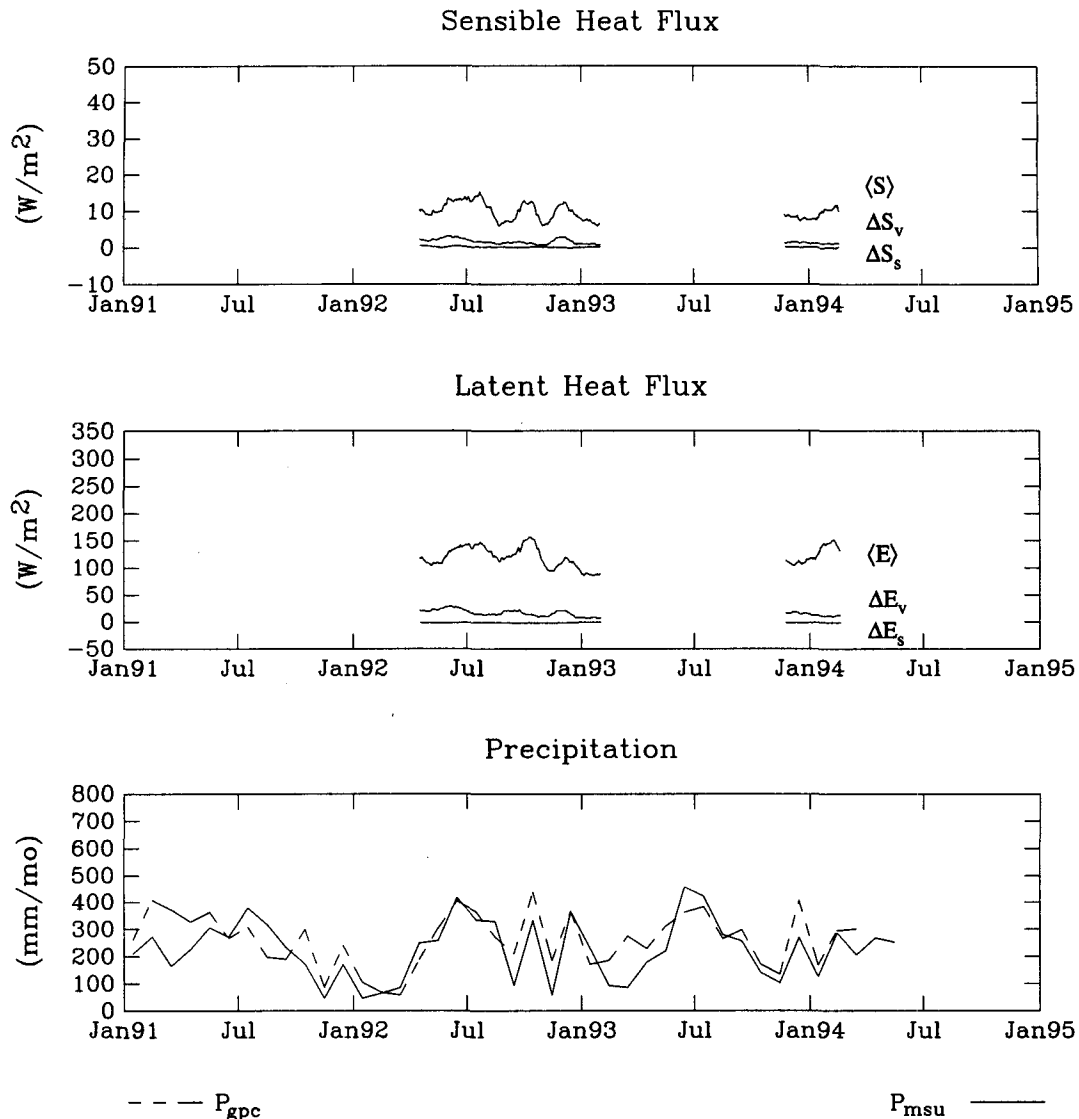 Sensible Heat Flux
50
40
30
20
10
0
−10
(W/m²)
⟨S⟩
ΔSᵥ
ΔSₛ
Jan91 Jul Jan92 Jul Jan93 Jul Jan94 Jul Jan95
Latent Heat Flux
350
300
250
200
150
100
50
0
−50
(W/m²)
⟨E⟩
ΔEᵥ
ΔEₛ
Jan91 Jul Jan92 Jul Jan93 Jul Jan94 Jul Jan95
Precipitation
800
700
600
500
400
300
200
100
0
(mm/mo)
Jan91 Jul Jan92 Jul Jan93 Jul Jan94 Jul Jan95
P_gpc P_msu